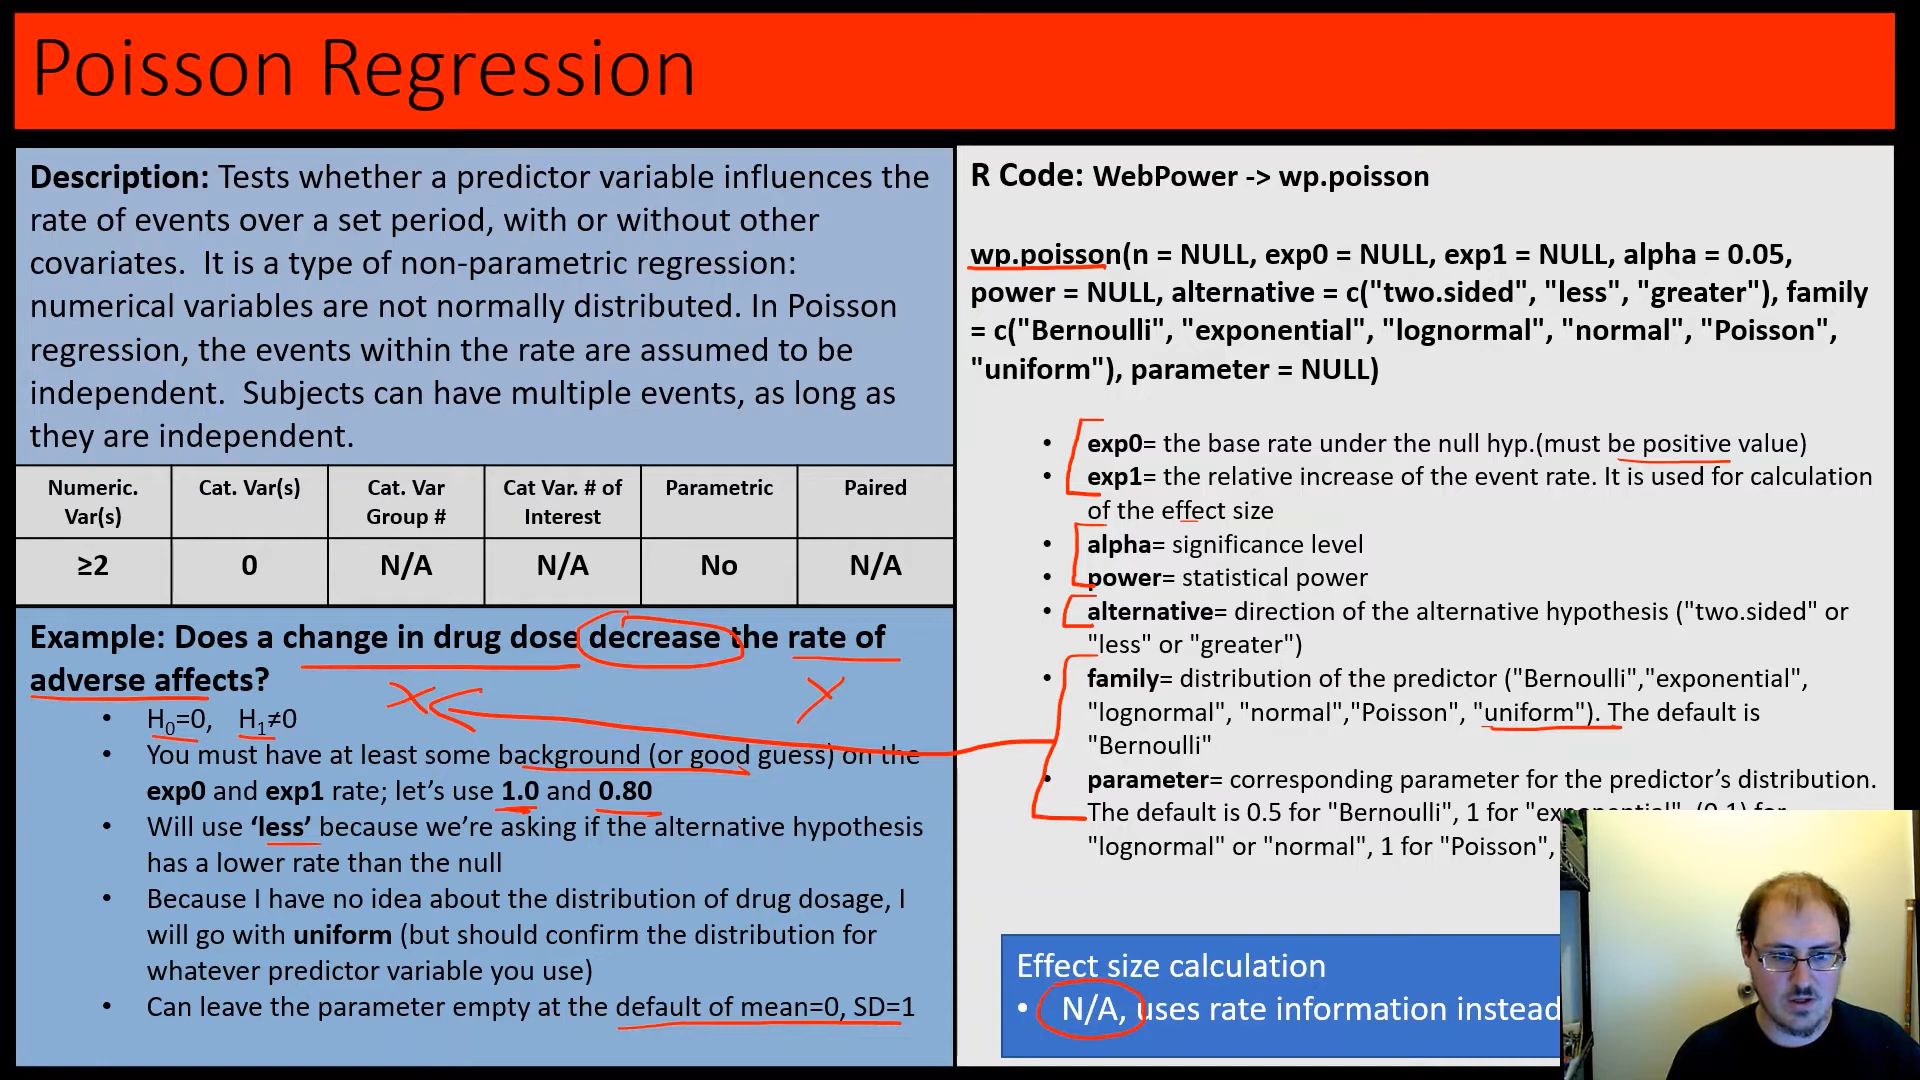 Poisson Regression
Description: Tests whether a predictor variable influences the
rate of events over a set period, with or without other
covariates.  It is a type of non-parametric regression:
numerical variables are not normally distributed. In Poisson
regression, the events within the rate are assumed to be
independent.  Subjects can have multiple events, as long as
they are independent.
Numeric. Var(s) Cat. Var(s) Cat. Var Group # Cat Var. # of Interest Parametric Paired
≥2 0 N/A N/A No N/A
Example: Does a change in drug dose decrease the rate of
adverse affects?
• H0=0,   H1≠0
• You must have at least some background (or good guess) on the
exp0 and exp1 rate; let's use 1.0 and 0.80
• Will use 'less' because we're asking if the alternative hypothesis
has a lower rate than the null
• Because I have no idea about the distribution of drug dosage, I
will go with uniform (but should confirm the distribution for
whatever predictor variable you use)
• Can leave the parameter empty at the default of mean=0, SD=1
R Code: WebPower -> wp.poisson
wp.poisson(n = NULL, exp0 = NULL, exp1 = NULL, alpha = 0.05,
power = NULL, alternative = c("two.sided", "less", "greater"), family
= c("Bernoulli", "exponential", "lognormal", "normal", "Poisson",
"uniform"), parameter = NULL)
• exp0= the base rate under the null hyp.(must be positive value)
• exp1= the relative increase of the event rate. It is used for calculation
of the effect size
• alpha= significance level
• power= statistical power
• alternative= direction of the alternative hypothesis ("two.sided" or
"less" or "greater")
• family= distribution of the predictor ("Bernoulli","exponential",
"lognormal", "normal","Poisson", "uniform"). The default is
"Bernoulli"
• parameter= corresponding parameter for the predictor's distribution.
The default is 0.5 for "Bernoulli", 1 for "exponential", (0,1) for
"lognormal" or "normal", 1 for "Poisson",
Effect size calculation
• N/A, uses rate information instead